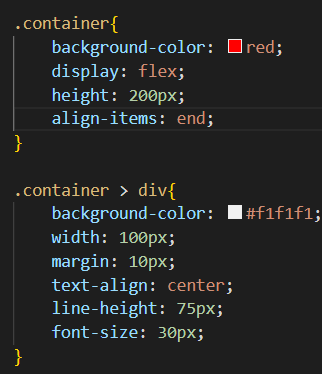 .container{
    background-color: red;
    display: flex;
    height: 200px;
    align-items: end;
}

.container > div{
    background-color: #f1f1f1;
    width: 100px;
    margin: 10px;
    text-align: center;
    line-height: 75px;
    font-size: 30px;
}